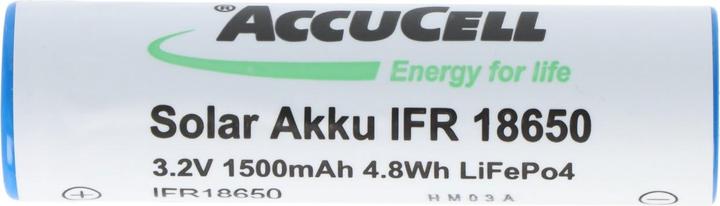 ACCUCELL
Energy for life
Solar Akku IFR 18650
3.2V 1500mAh 4.8Wh LiFePo4
IFR18650
HM03A